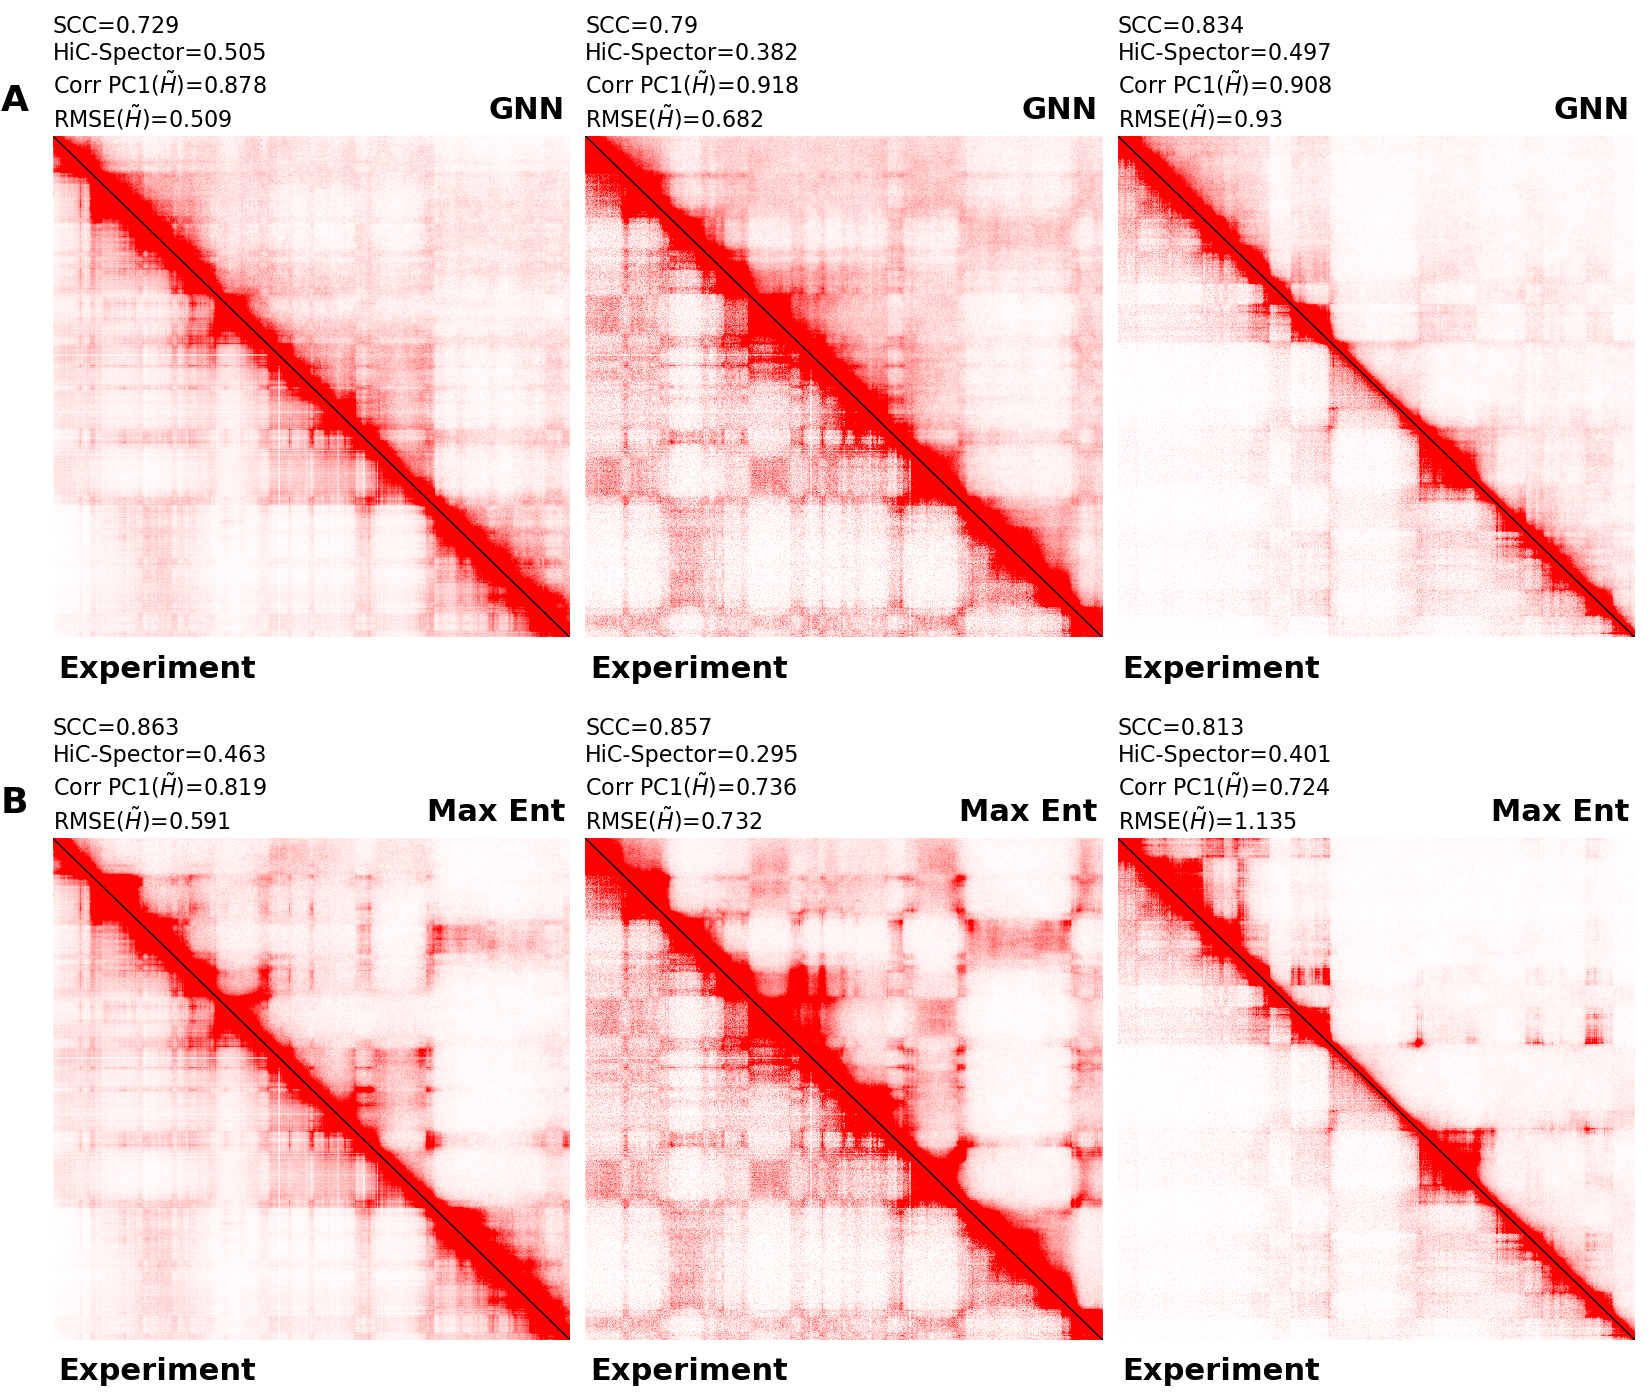 A
SCC=0.729
HiC-Spector=0.505
Corr PC1(H̃)=0.878
RMSE(H̃)=0.509
GNN
Experiment
SCC=0.79
HiC-Spector=0.382
Corr PC1(H̃)=0.918
RMSE(H̃)=0.682
GNN
Experiment
SCC=0.834
HiC-Spector=0.497
Corr PC1(H̃)=0.908
RMSE(H̃)=0.93
GNN
Experiment
B
SCC=0.863
HiC-Spector=0.463
Corr PC1(H̃)=0.819
RMSE(H̃)=0.591
Max Ent
Experiment
SCC=0.857
HiC-Spector=0.295
Corr PC1(H̃)=0.736
RMSE(H̃)=0.732
Max Ent
Experiment
SCC=0.813
HiC-Spector=0.401
Corr PC1(H̃)=0.724
RMSE(H̃)=1.135
Max Ent
Experiment